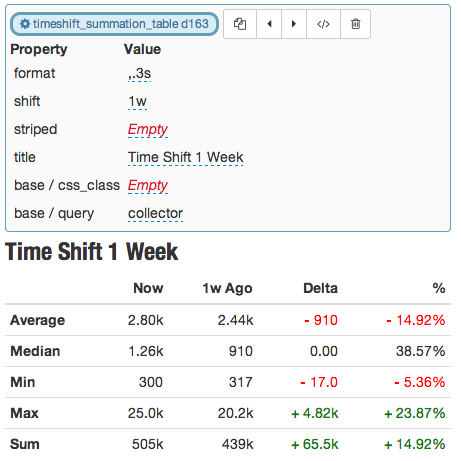 timeshift_summation_table d163
Property Value
format ,.3s
shift 1w
striped Empty
title Time Shift 1 Week
base / css_class Empty
base / query collector
Time Shift 1 Week
Now 1w Ago Delta %
Average 2.80k 2.44k - 910 - 14.92%
Median 1.26k 910 0.00 38.57%
Min 300 317 - 17.0 - 5.36%
Max 25.0k 20.2k + 4.82k + 23.87%
Sum 505k 439k + 65.5k + 14.92%